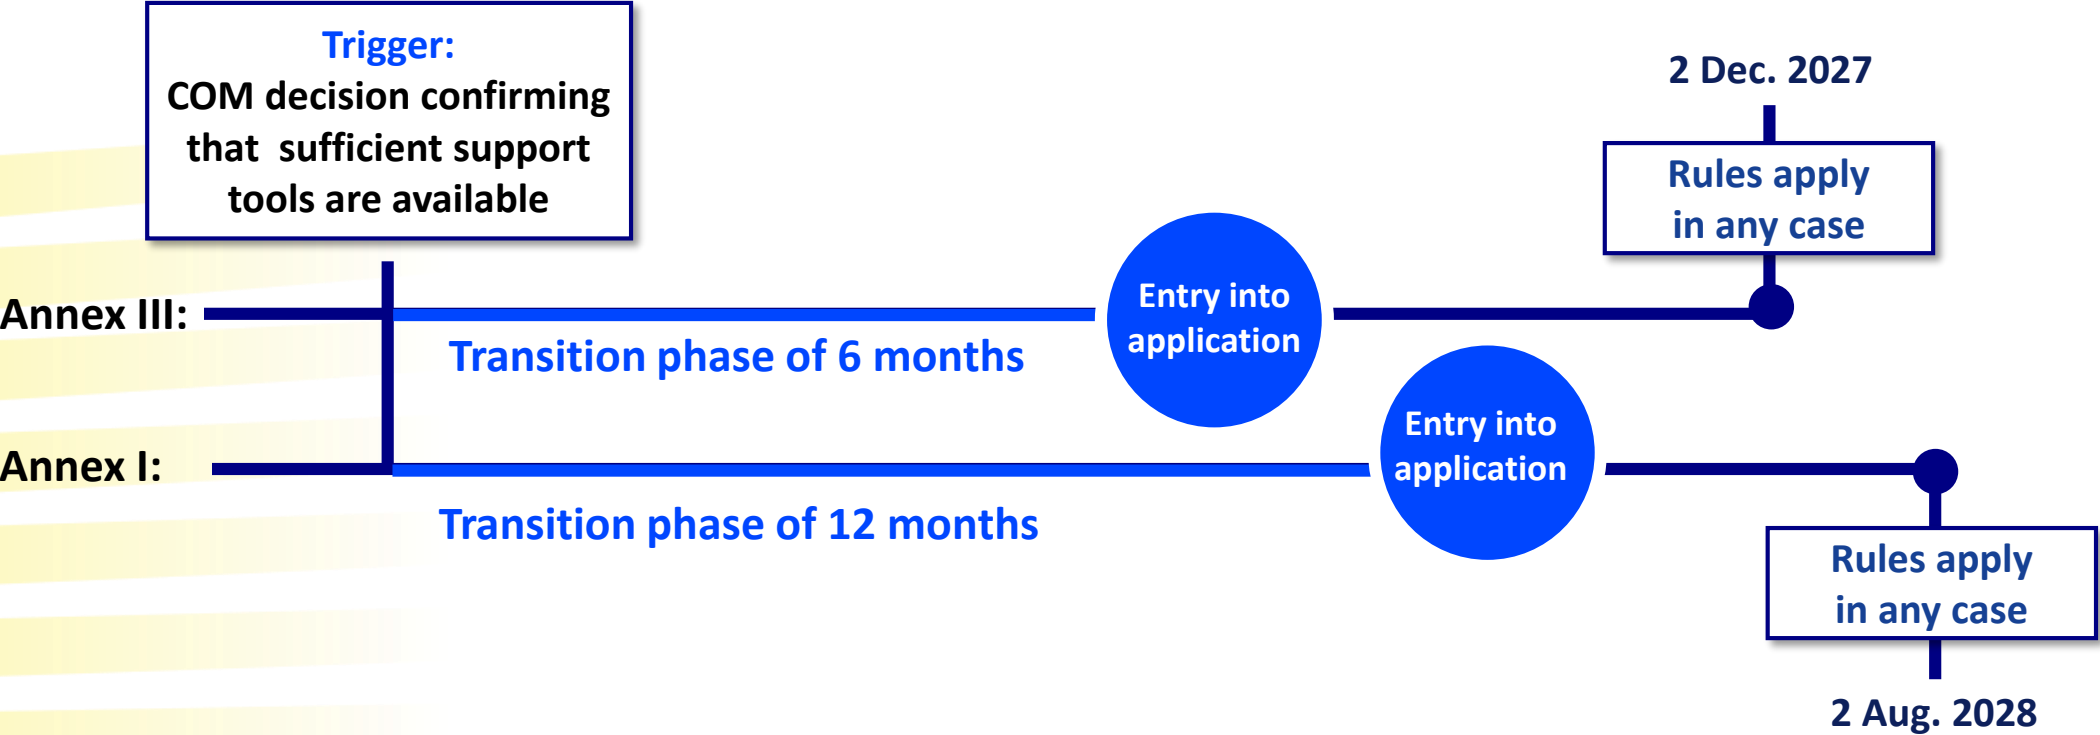 Trigger:
COM decision confirming
that  sufficient support
tools are available
2 Dec. 2027
Rules apply
in any case
Annex III:
Entry into
application
Transition phase of 6 months
Annex I:
Entry into
application
Transition phase of 12 months
Rules apply
in any case
2 Aug. 2028